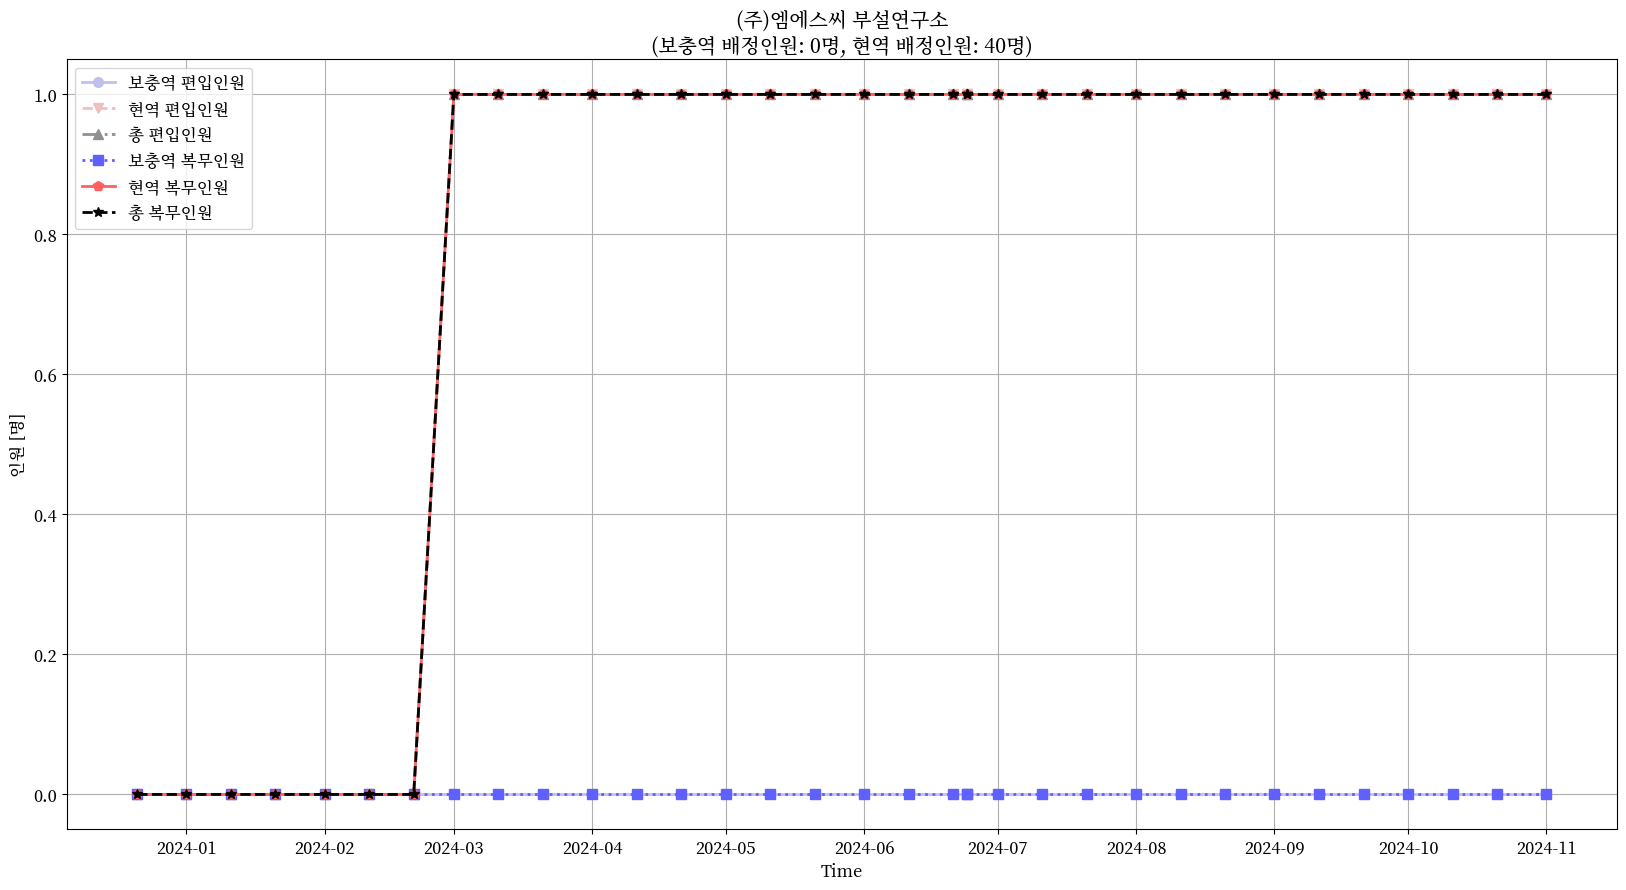 (주)엠에스씨 부설연구소
(보충역 배정인원: 0명, 현역 배정인원: 40명)
보충역 편입인원
현역 편입인원
총 편입인원
보충역 복무인원
현역 복무인원
총 복무인원
1.0
0.8
0.6
0.4
0.2
0.0
인원 [명]
2024-01 2024-02 2024-03 2024-04 2024-05 2024-06 2024-07 2024-08 2024-09 2024-10 2024-11
Time